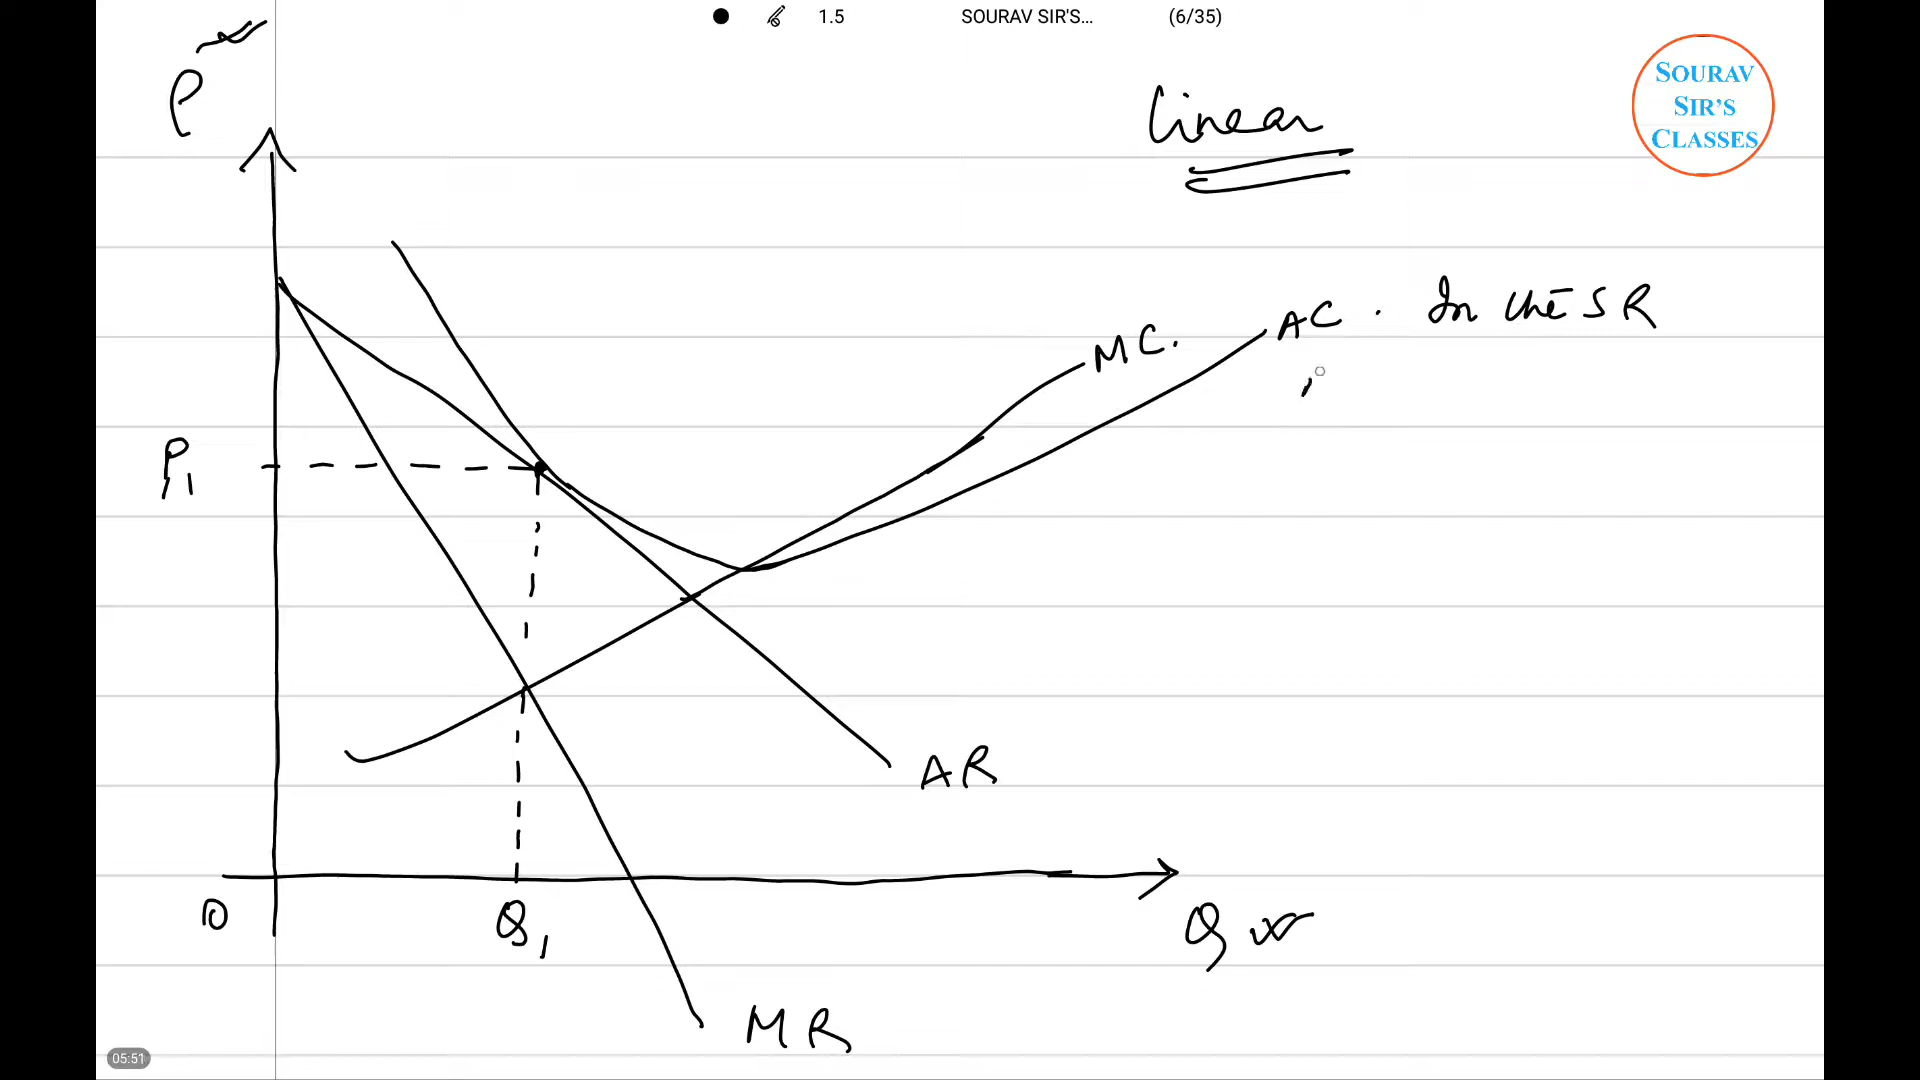 1.5 SOURAV SIR'S... (6/35)
SOURAV
SIR'S
CLASSES
P
Linear
AC. In the SR
MC.
P1
AR
O
Q1
Q
MR
05:51